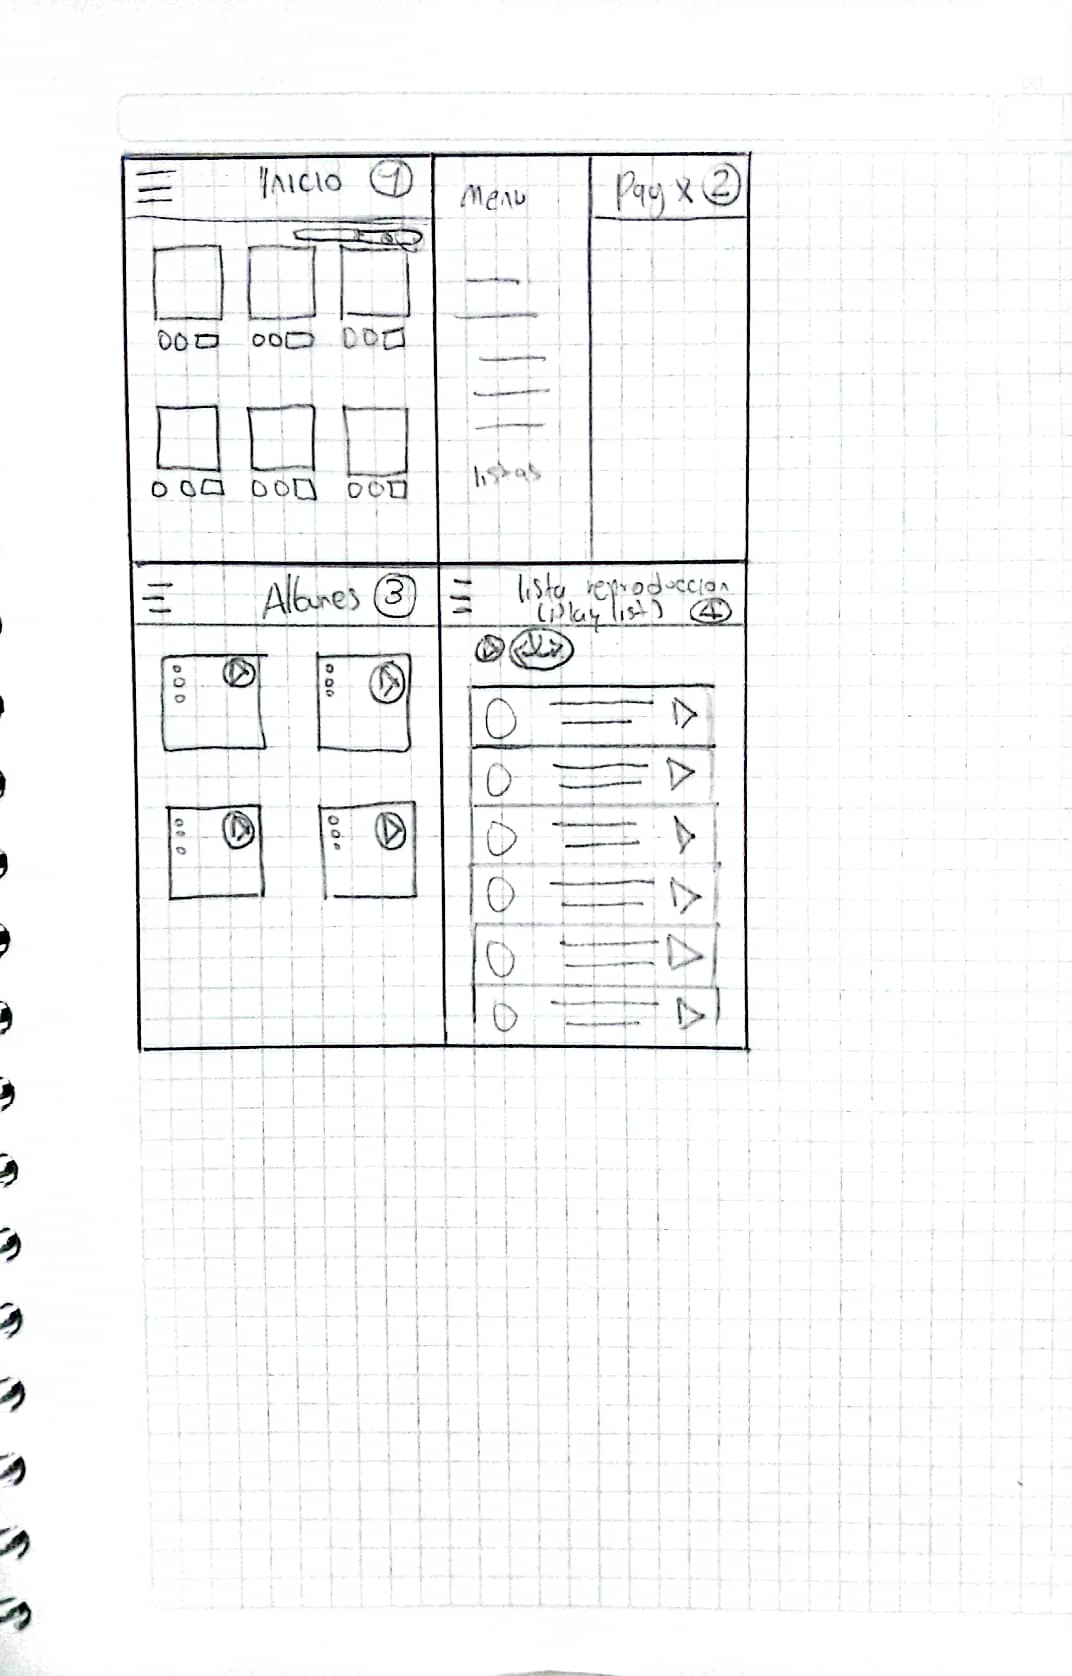 Inicio 1
Menu
Pag x 2
listas
Albunes 3
lista reproduccion
(play list) 4